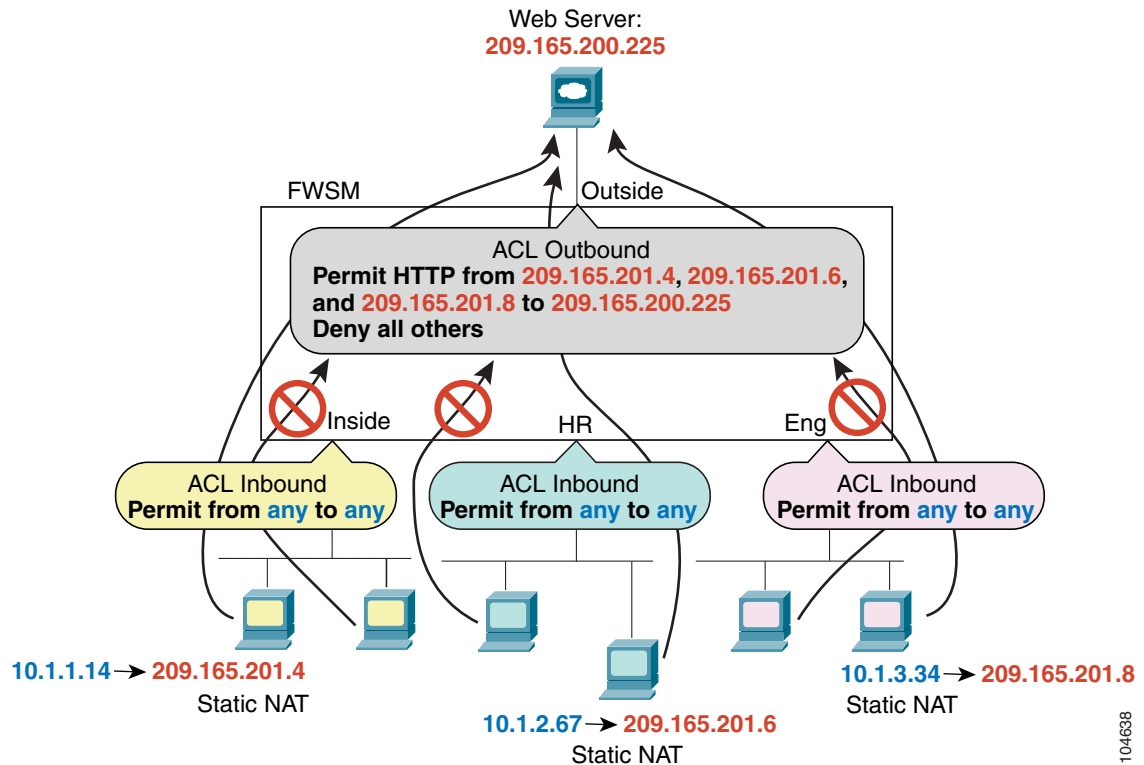 Web Server:
209.165.200.225
FWSM
Outside
ACL Outbound
Permit HTTP from 209.165.201.4, 209.165.201.6,
and 209.165.201.8 to 209.165.200.225
Deny all others
Inside
HR
Eng
ACL Inbound
Permit from any to any
ACL Inbound
Permit from any to any
ACL Inbound
Permit from any to any
10.1.1.14 209.165.201.4
Static NAT
10.1.2.67 209.165.201.6
Static NAT
10.1.3.34 209.165.201.8
Static NAT
104638